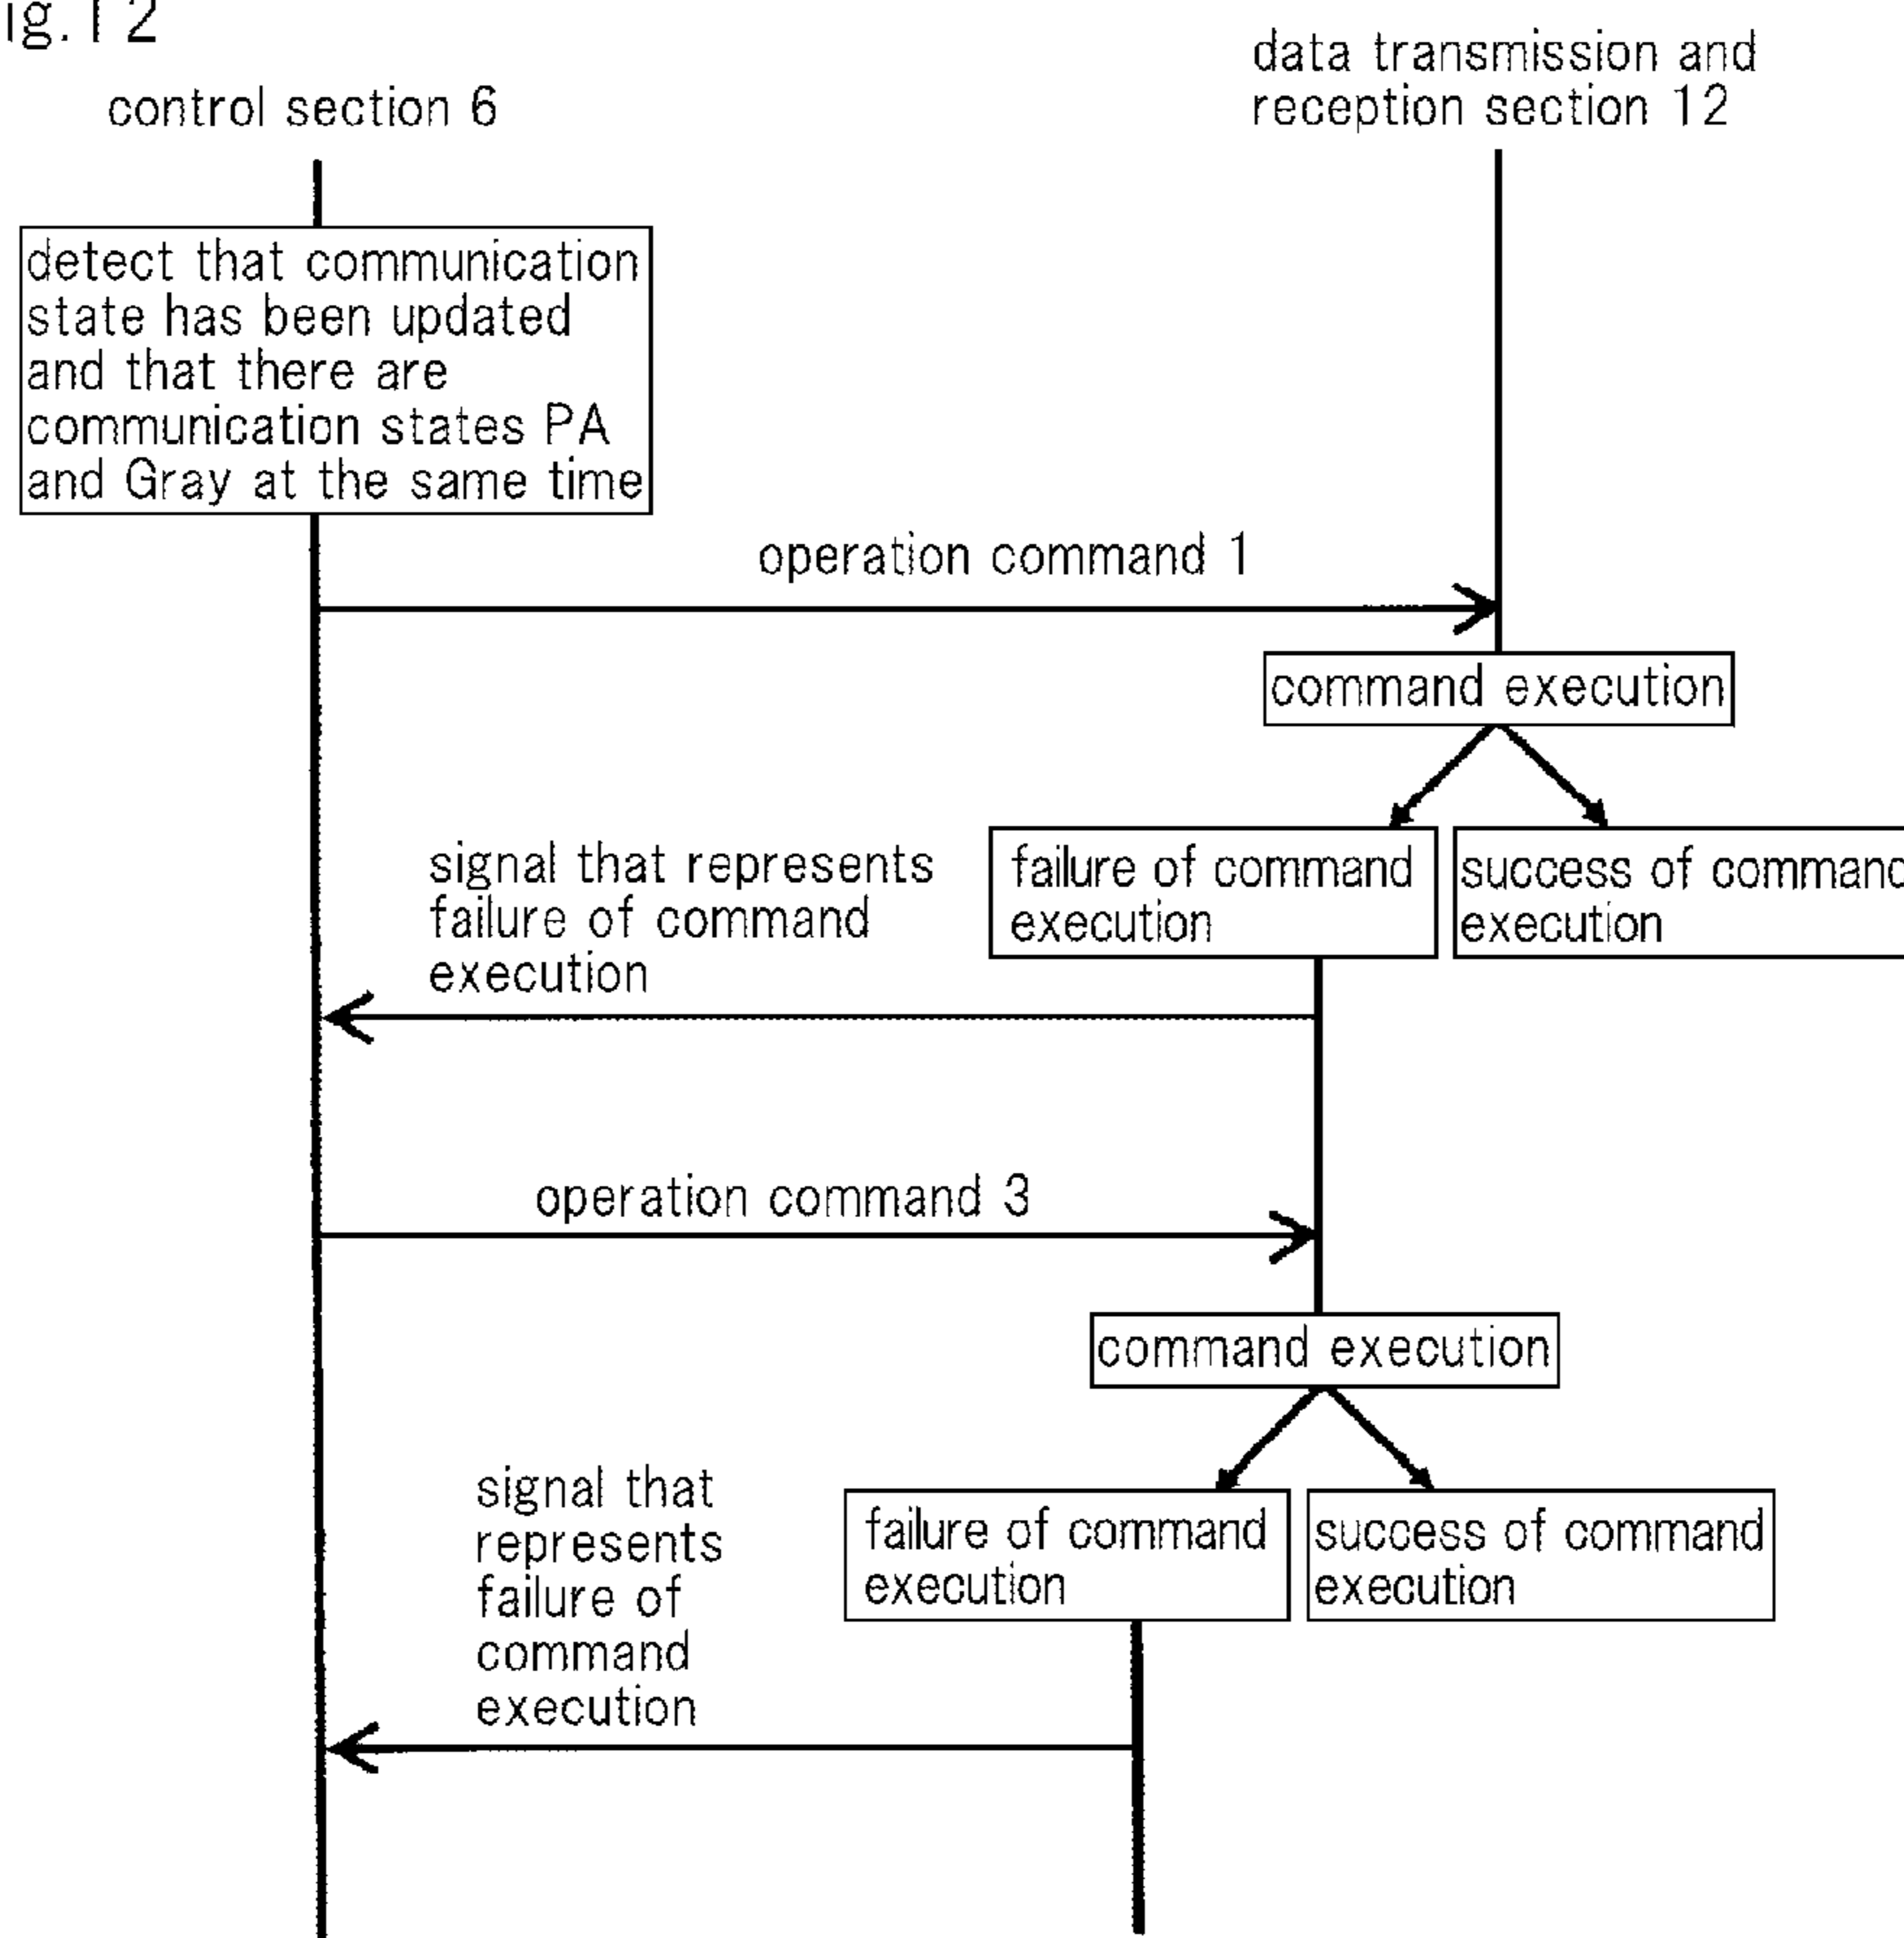 ig.12
data transmission and
reception section 12
control section 6
detect that communication
state has been updated
and that there are
communication states PA
and Gray at the same time
operation command 1
command execution
signal that represents
failure of command
execution
failure of command
execution
success of command
execution
operation command 3
command execution
signal that
represents
failure of
command
execution
failure of command
execution
success of command
execution